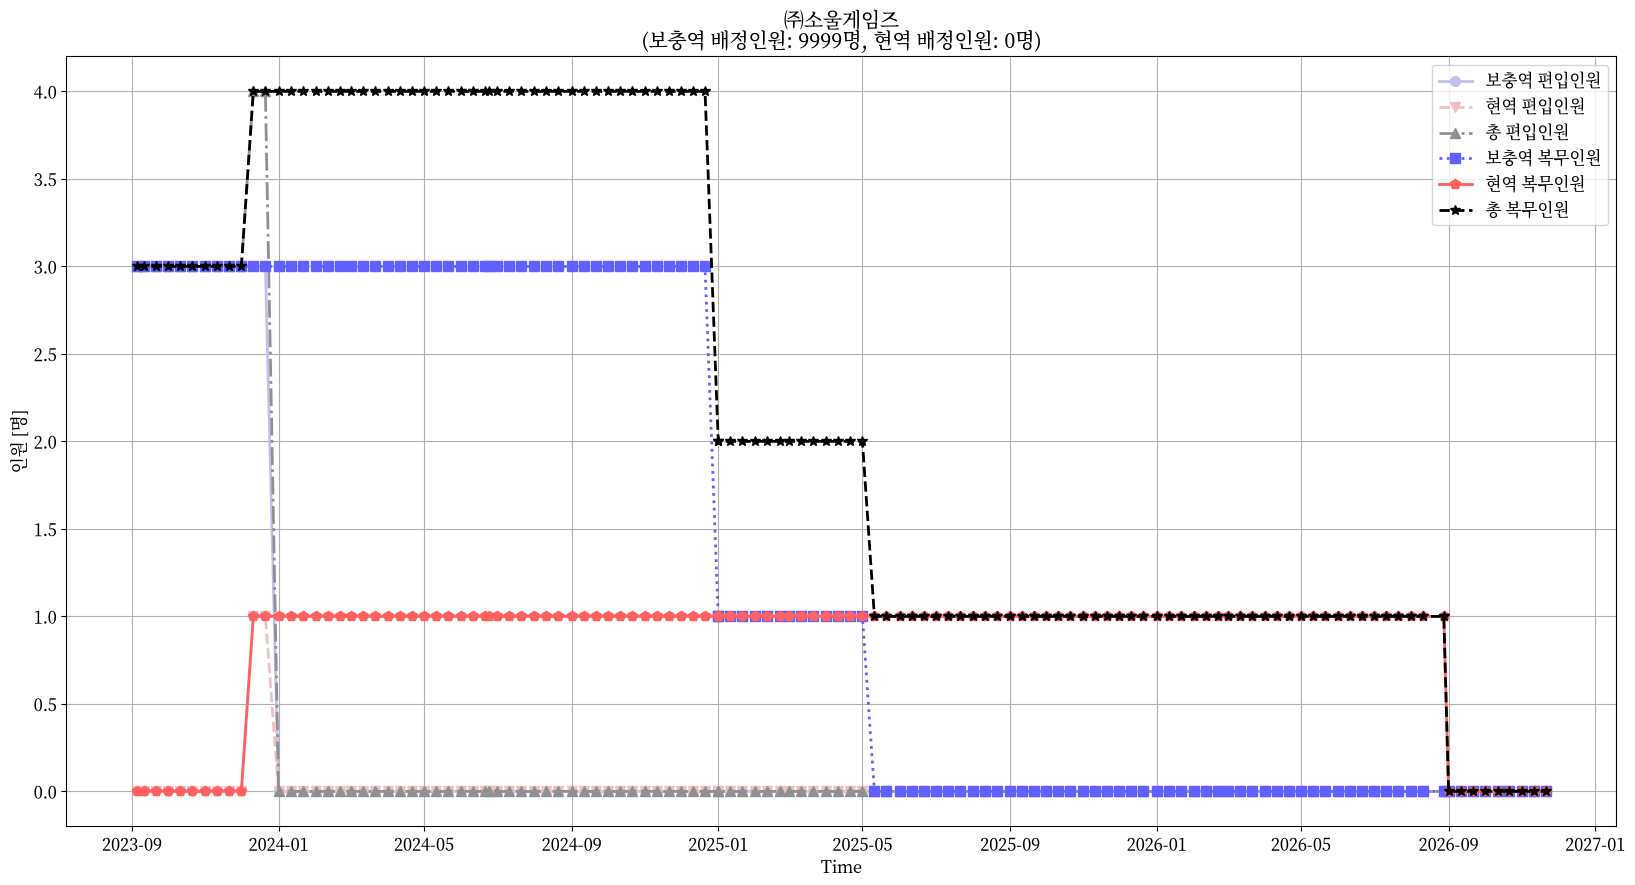 ㈜소울게임즈
(보충역 배정인원: 9999명, 현역 배정인원: 0명)
보충역 편입인원
현역 편입인원
총 편입인원
보충역 복무인원
현역 복무인원
총 복무인원
인원 [명]
4.0
3.5
3.0
2.5
2.0
1.5
1.0
0.5
0.0
2023-09
2024-01
2024-05
2024-09
2025-01
2025-05
2025-09
2026-01
2026-05
2026-09
2027-01
Time